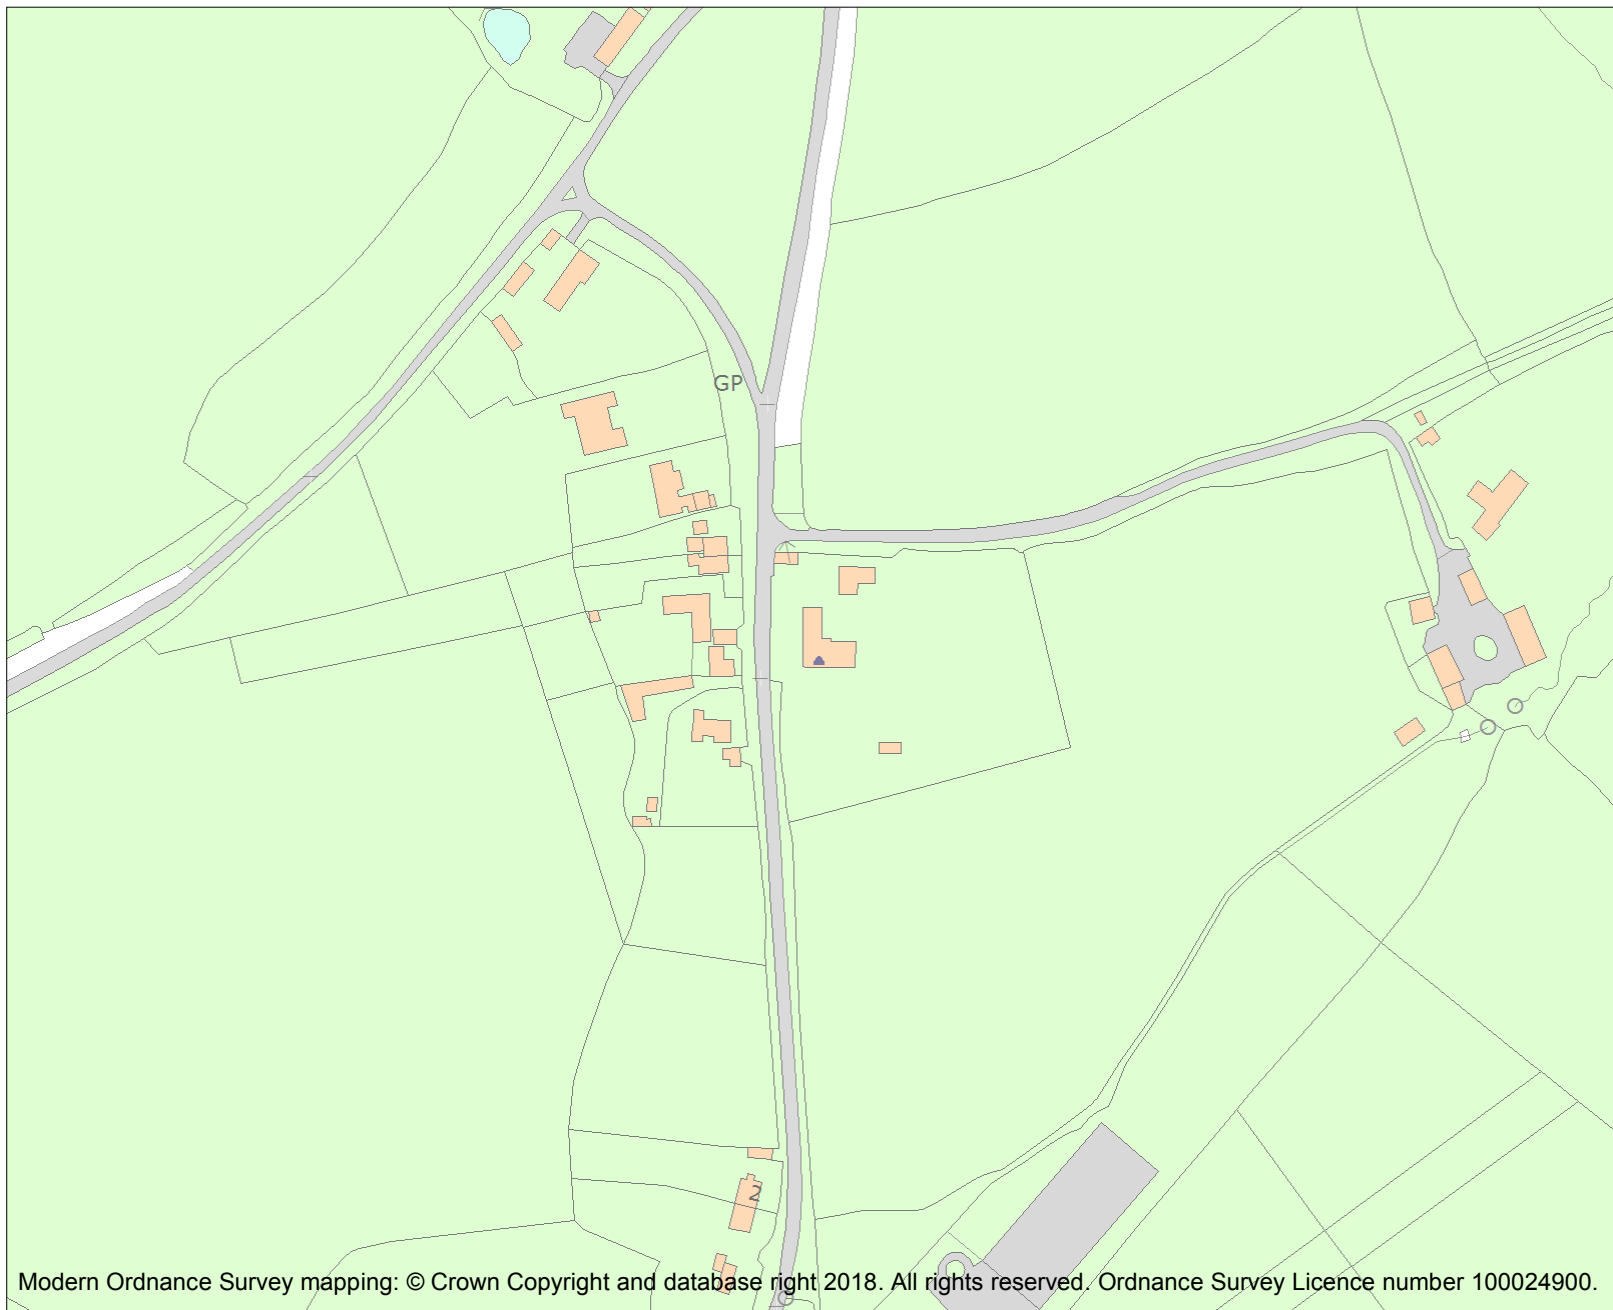 GP
2
Modern Ordnance Survey mapping: © Crown Copyright and database right 2018. All rights reserved. Ordnance Survey Licence number 100024900.